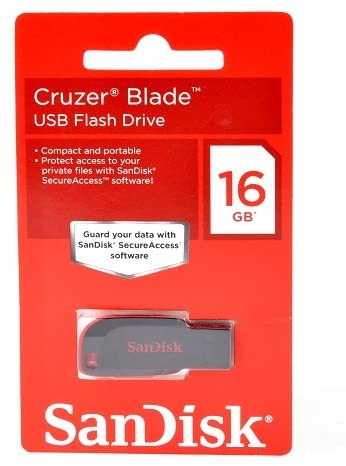 Cruzer® Blade™
USB Flash Drive
• Compact and portable
• Protect access to your
private files with SanDisk®
SecureAccess™ software‡
16
GB*
Guard your data with
SanDisk® SecureAccess™
software
SanDisk
SanDisk®